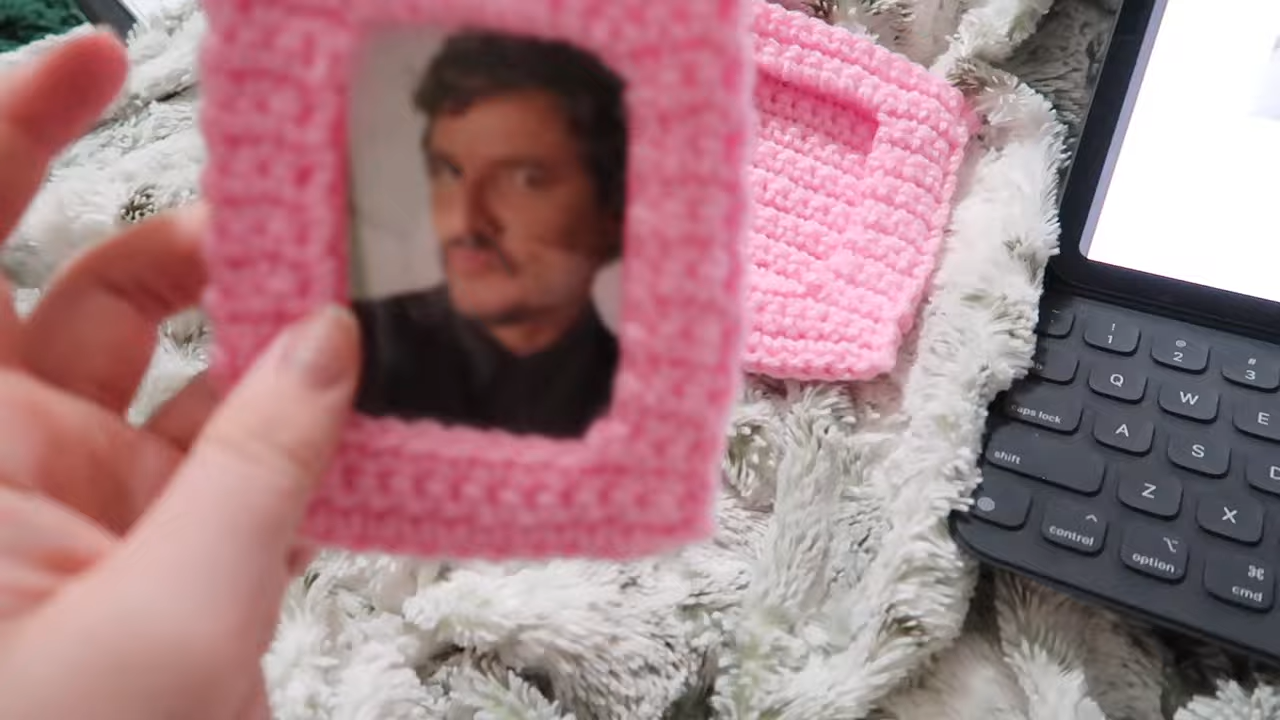 ! 1 @ 2 # 3
Q W E
caps lock A S D
shift Z X
^ control ⌥ option ⌘ cmd